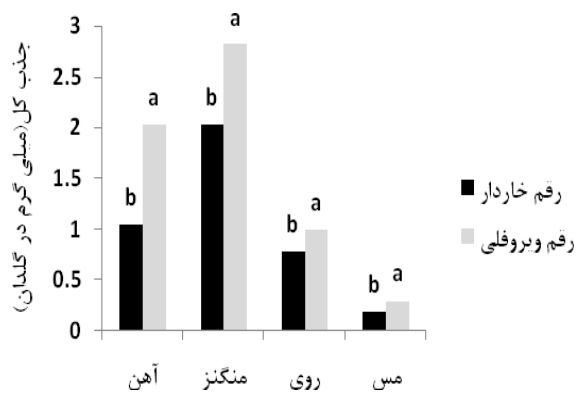 جذب کل(میلی گرم در گلدان)
3
2.5
2
1.5
1
0.5
0
b a b a b a b a
آهن منگنز روی مس
رقم خاردار
رقم ویروفلی